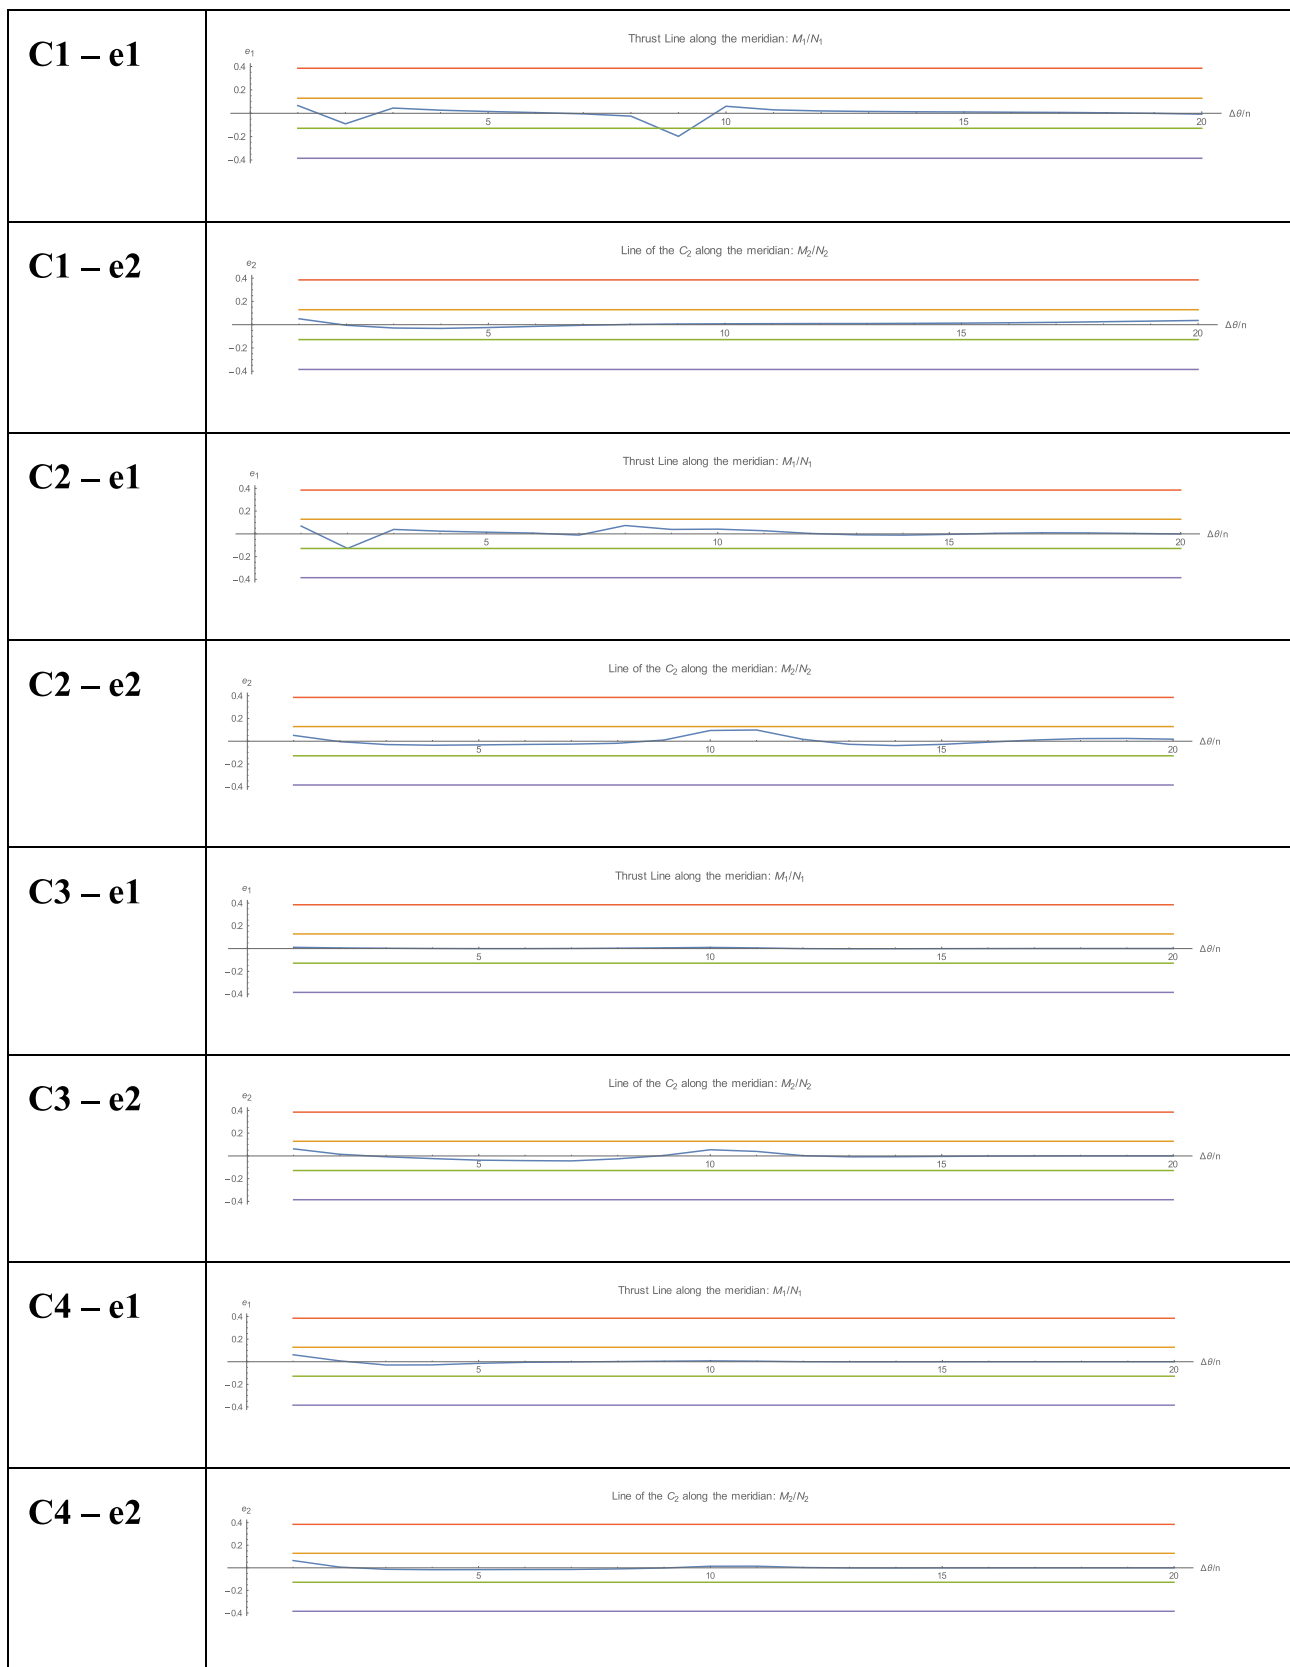 C1 – e1
Thrust Line along the meridian: M₁/N₁
e₁
0.4
0.2
5 10 15 20 Δθ/n
−0.2
−0.4
C1 – e2
Line of the C₂ along the meridian: M₂/N₂
e₂
0.4
0.2
5 10 15 20 Δθ/n
−0.2
−0.4
C2 – e1
Thrust Line along the meridian: M₁/N₁
e₁
0.4
0.2
5 10 15 20 Δθ/n
−0.2
−0.4
C2 – e2
Line of the C₂ along the meridian: M₂/N₂
e₂
0.4
0.2
5 10 15 20 Δθ/n
−0.2
−0.4
C3 – e1
Thrust Line along the meridian: M₁/N₁
e₁
0.4
0.2
5 10 15 20 Δθ/n
−0.2
−0.4
C3 – e2
Line of the C₂ along the meridian: M₂/N₂
e₂
0.4
0.2
5 10 15 20 Δθ/n
−0.2
−0.4
C4 – e1
Thrust Line along the meridian: M₁/N₁
e₁
0.4
0.2
5 10 15 20 Δθ/n
−0.2
−0.4
C4 – e2
Line of the C₂ along the meridian: M₂/N₂
e₂
0.4
0.2
5 10 15 20 Δθ/n
−0.2
−0.4